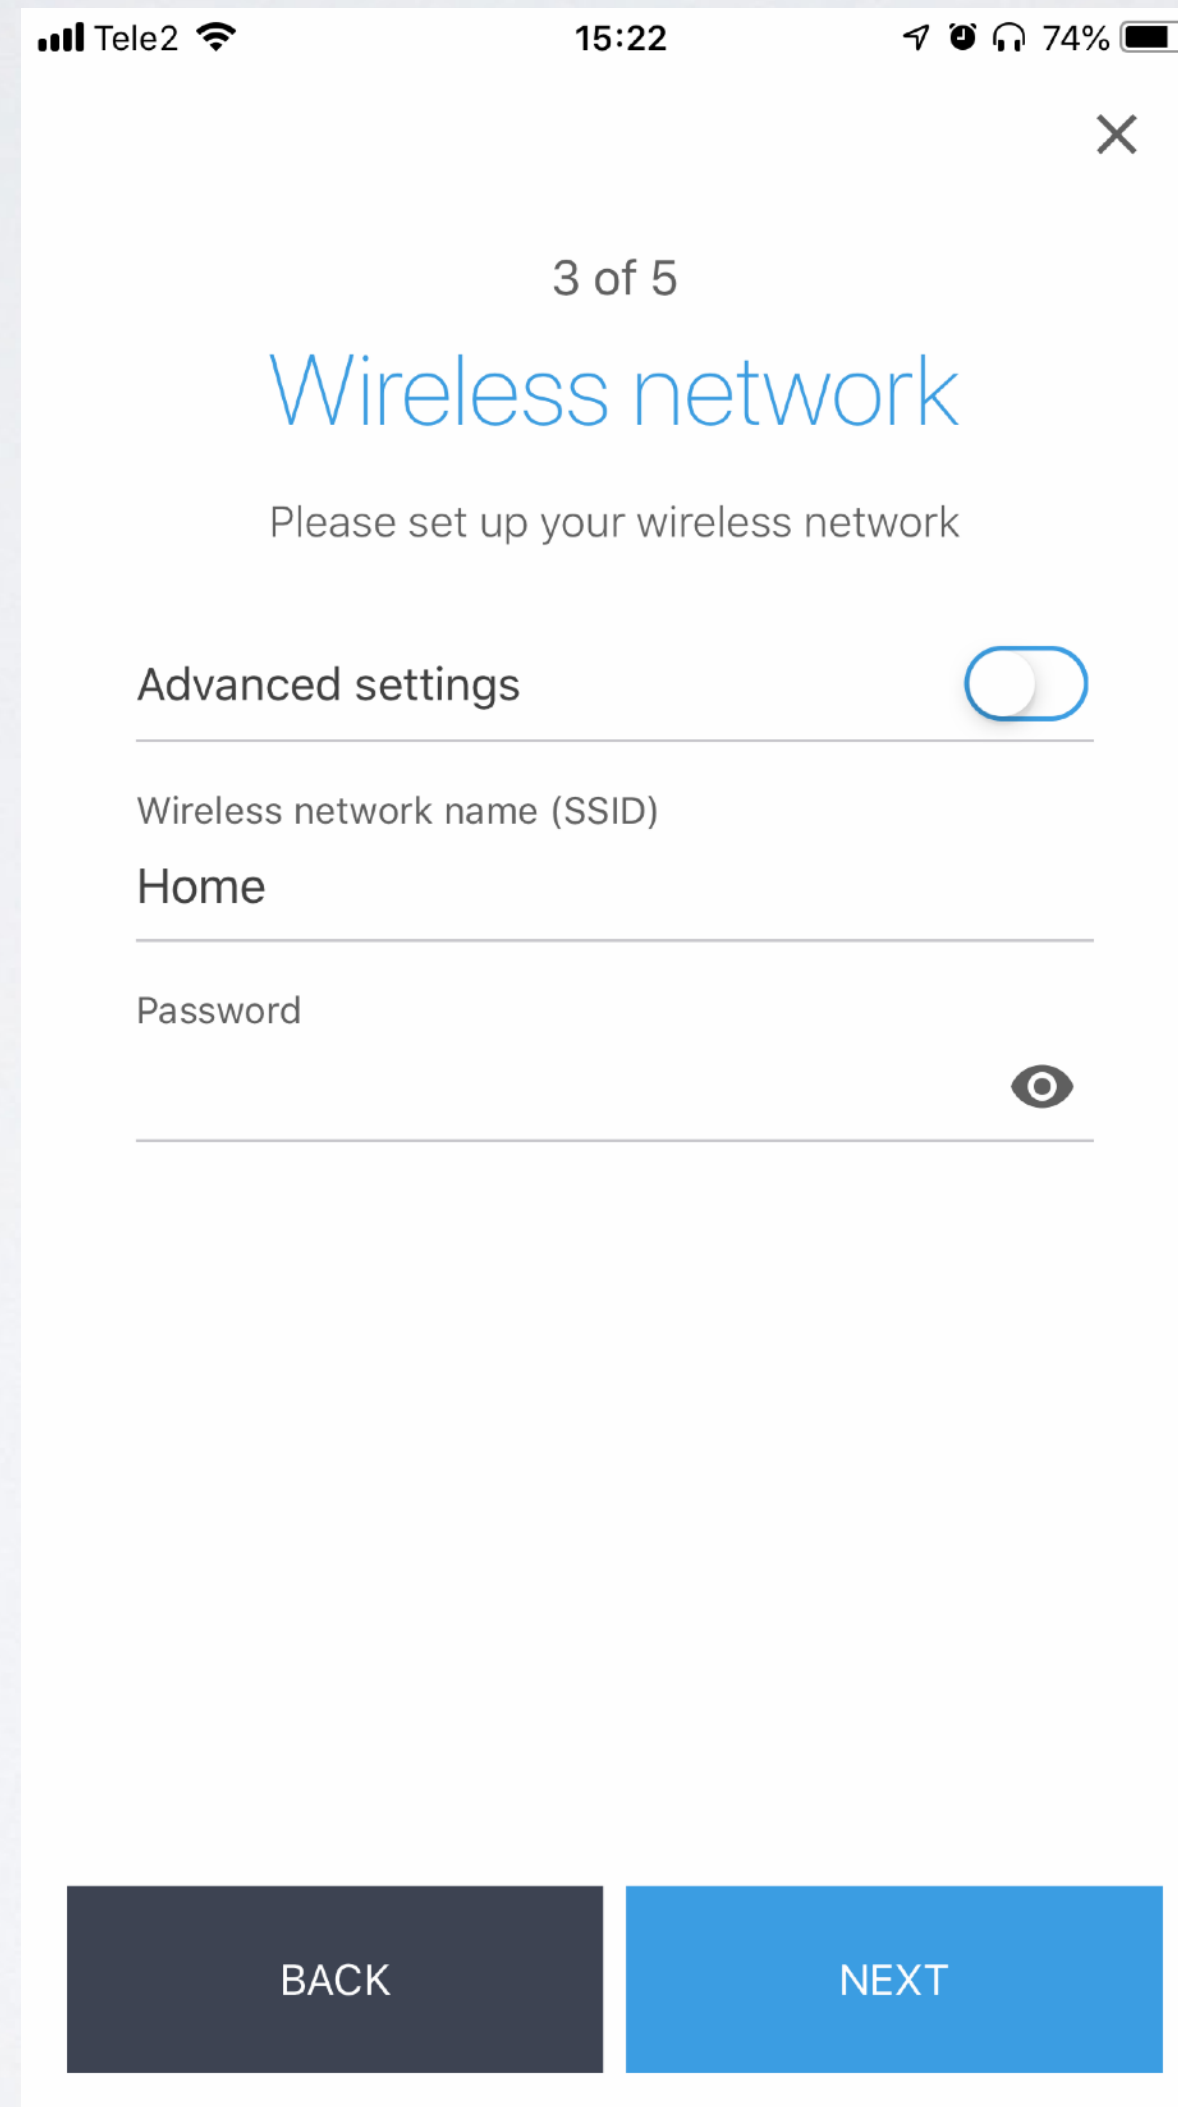 Tele2 15:22 74%
3 of 5
Wireless network
Please set up your wireless network
Advanced settings
Wireless network name (SSID)
Home
Password
BACK NEXT